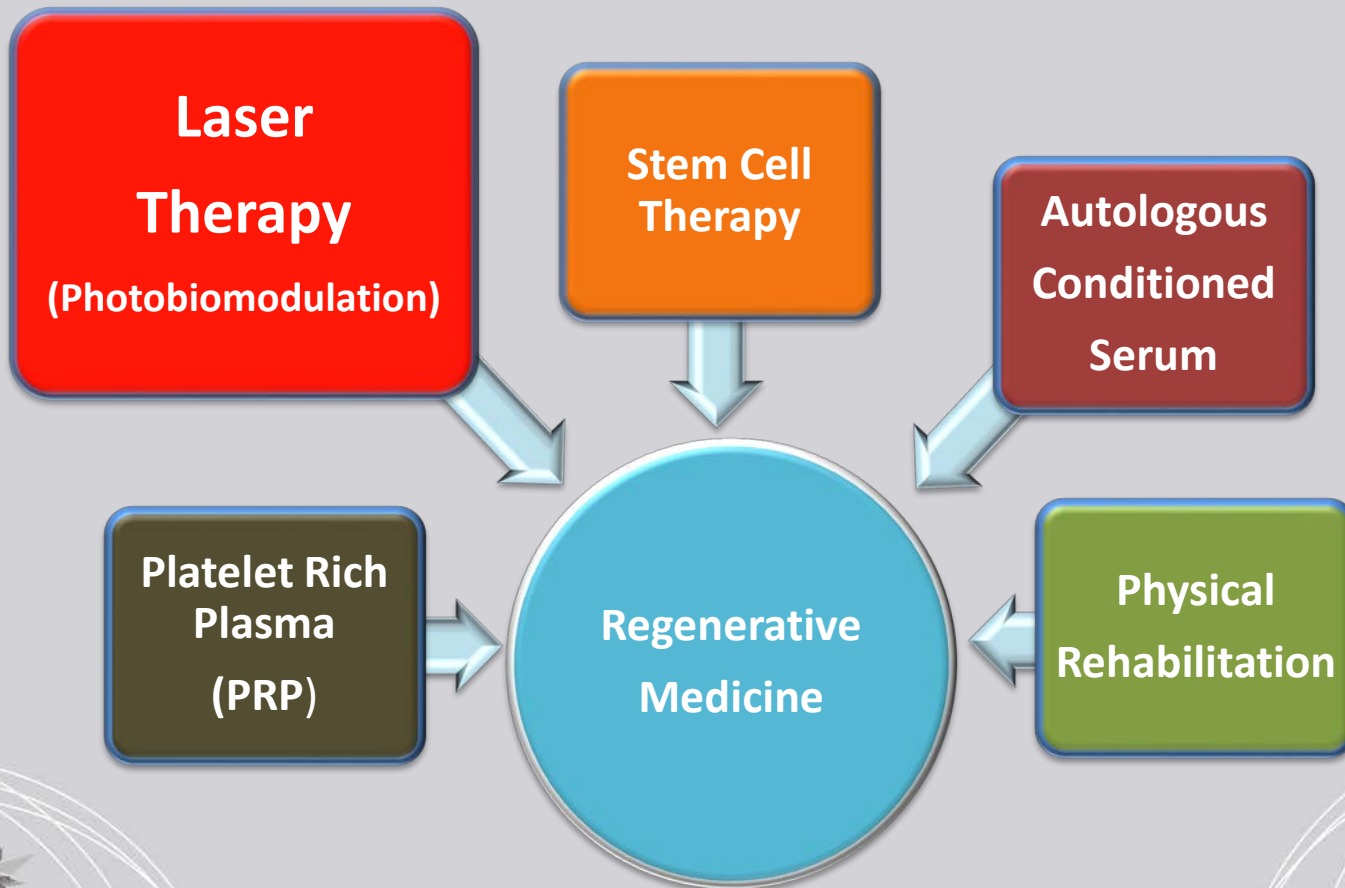 Laser
Therapy
(Photobiomodulation)
Stem Cell
Therapy
Autologous
Conditioned
Serum
Platelet Rich
Plasma
(PRP)
Regenerative
Medicine
Physical
Rehabilitation